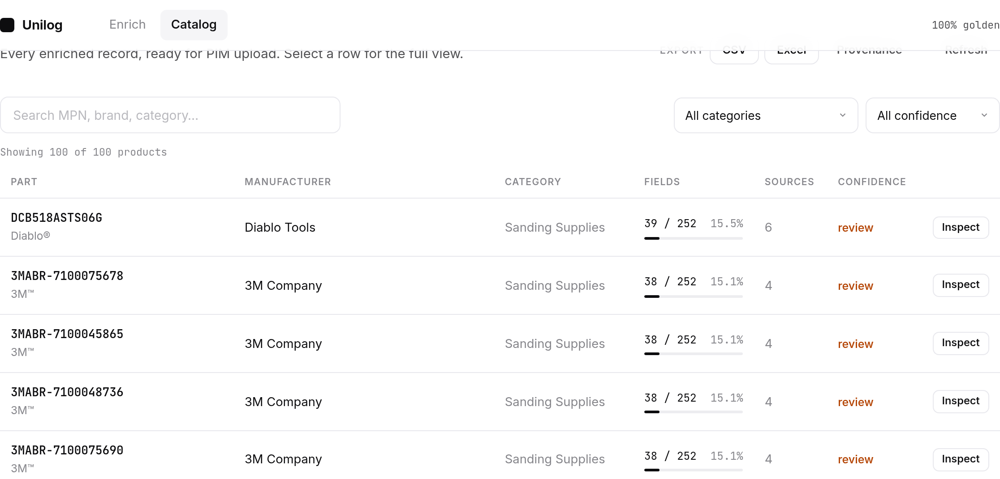 Unilog
Enrich
Catalog
100% golden
Every enriched record, ready for PIM upload. Select a row for the full view.
EXPORT
CSV
Excel
Provenance
Refresh
Search MPN, brand, category...
All categories
All confidence
Showing 100 of 100 products
PART MANUFACTURER CATEGORY FIELDS SOURCES CONFIDENCE
DCB518ASTS06G
Diablo®
Diablo Tools
Sanding Supplies
39 / 252 15.5%
6
review
Inspect
3MABR-7100075678
3M™
3M Company
Sanding Supplies
38 / 252 15.1%
4
review
Inspect
3MABR-7100045865
3M™
3M Company
Sanding Supplies
38 / 252 15.1%
4
review
Inspect
3MABR-7100048736
3M™
3M Company
Sanding Supplies
38 / 252 15.1%
4
review
Inspect
3MABR-7100075690
3M™
3M Company
Sanding Supplies
38 / 252 15.1%
4
review
Inspect